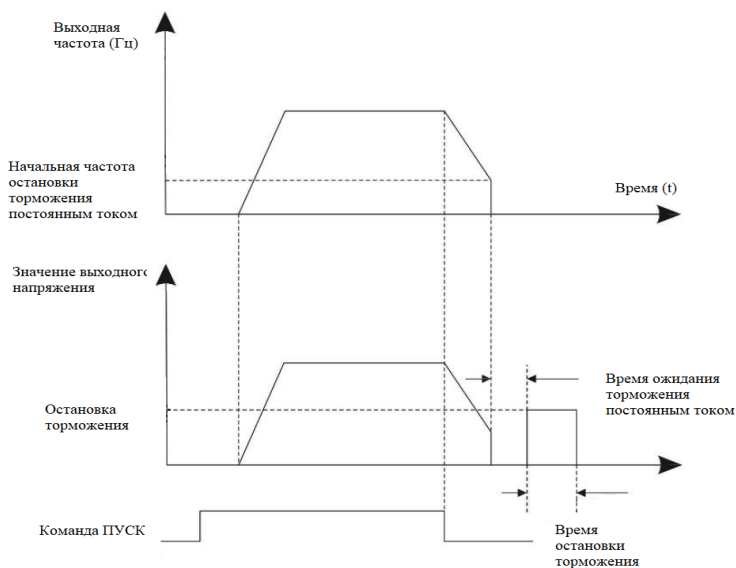 Выходная
частота (Гц)
Начальная частота
остановки
торможения
постоянным током
Время (t)
Значение выходного
напряжения
Время ожидания
торможения
постоянным током
Остановка
торможения
Команда ПУСК
Время
остановки
торможения